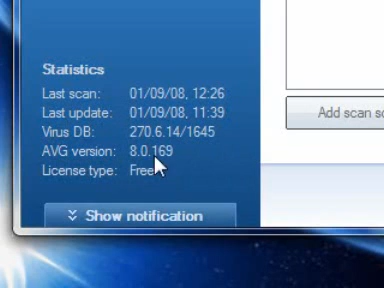 Statistics
Last scan: 01/09/08, 12:26
Last update: 01/09/08, 11:39
Virus DB: 270.6.14/1645
AVG version: 8.0.169
License type: Free
Add scan
Show notification